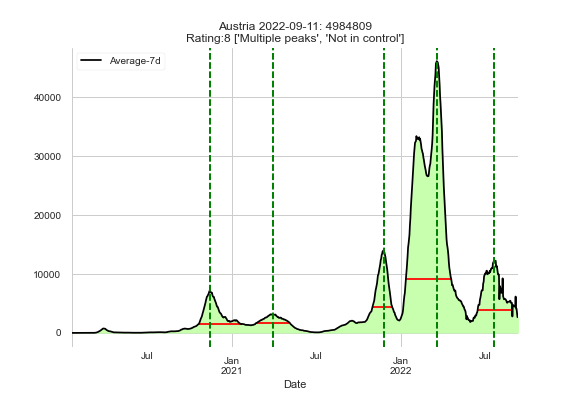 Austria 2022-09-11: 4984809
Rating:8 ['Multiple peaks', 'Not in control']
Average-7d
40000
30000
20000
10000
0
Jul
Jan
2021
Jul
Jan
2022
Jul
Date